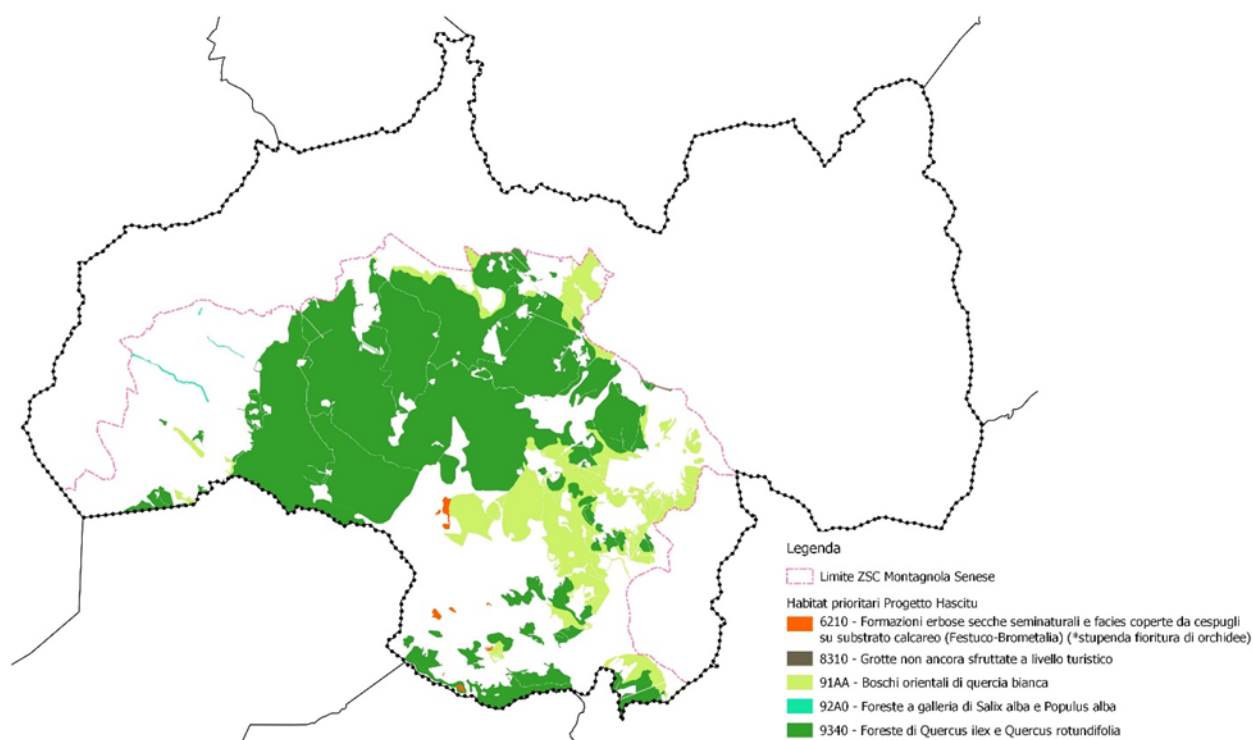 Legenda
Limite ZSC Montagnola Senese
Habitat prioritari Progetto Hascitu
6210 - Formazioni erbose secche seminaturali e facies coperte da cespugli
su substrato calcareo (Festuco-Brometalia) (*stupenda fioritura di orchidee)
8310 - Grotte non ancora sfruttate a livello turistico
91AA - Boschi orientali di quercia bianca
92A0 - Foreste a galleria di Salix alba e Populus alba
9340 - Foreste di Quercus ilex e Quercus rotundifolia